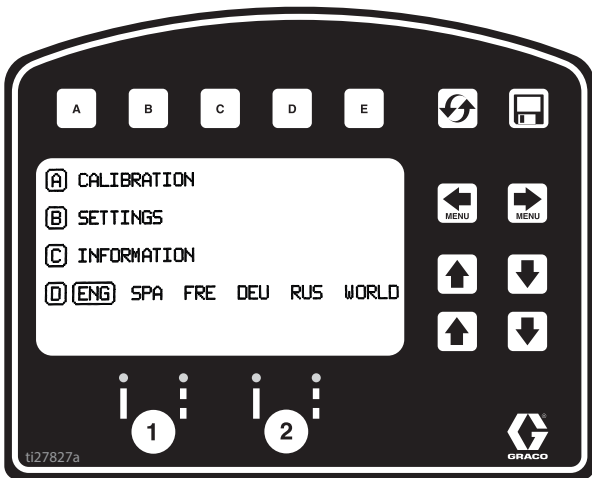 A B C D E
A CALIBRATION
MENU MENU
B SETTINGS
C INFORMATION
D ENG SPA FRE DEU RUS WORLD
1 2
ti27827a
GRACO